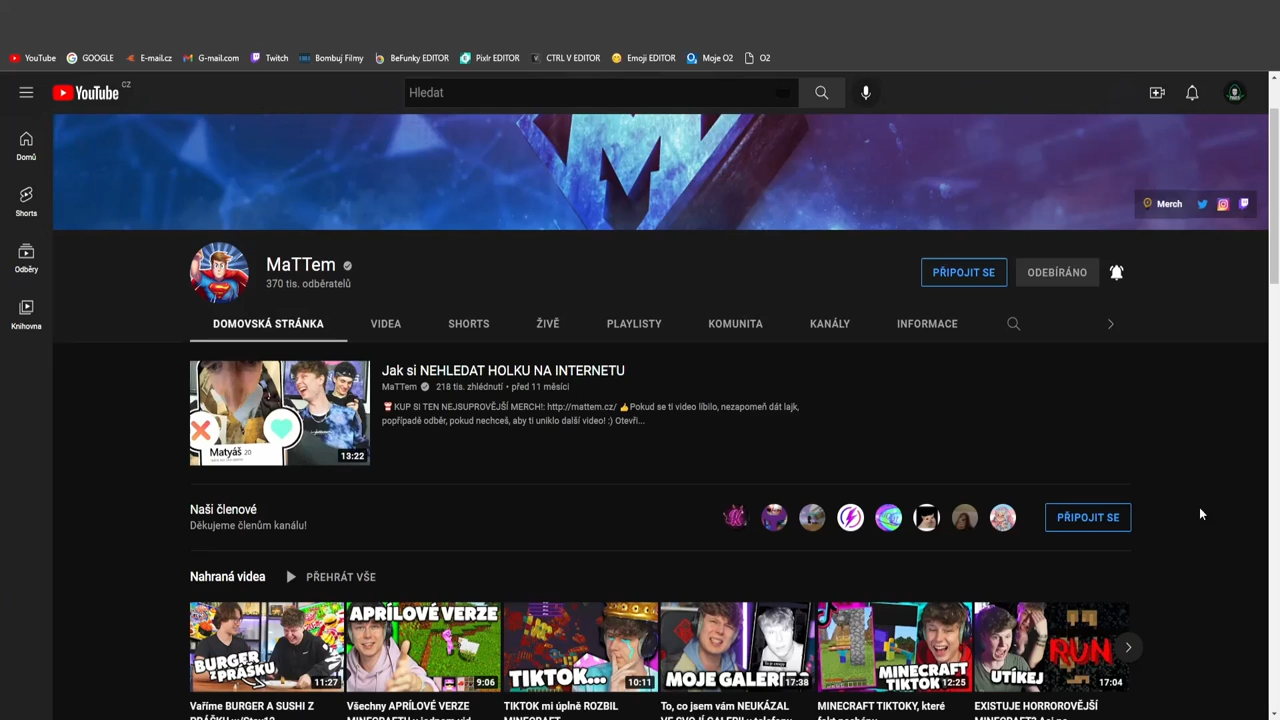 YouTube GOOGLE E-mail.cz G-mail.com Twitch Bombuj Filmy BeFunky EDITOR Pixlr EDITOR CTRL V EDITOR Emoji EDITOR Moje O2 O2
YouTube CZ
Hledat
Domů
Shorts
Odběry
Knihovna
Merch
MaTTem
370 tis. odběratelů
PŘIPOJIT SE
ODEBÍRÁNO
DOMOVSKÁ STRÁNKA VIDEA SHORTS ŽIVĚ PLAYLISTY KOMUNITA KANÁLY INFORMACE
Matyáš 20
13:22
Jak si NEHLEDAT HOLKU NA INTERNETU
MaTTem 218 tis. zhlédnutí • před 11 měsíci
KUP SI TEN NEJSUPROVĚJŠÍ MERCH!: http://mattem.cz/ 👍Pokud se ti video líbilo, nezapomeň dát lajk,
popřípadě odběr, pokud nechceš, aby ti uniklo další video! :) Otevři...
Naši členové
Děkujeme členům kanálu!
PŘIPOJIT SE
Nahraná videa PŘEHRÁT VŠE
BURGER
Z PRÁŠKU
11:27
APRÍLOVÉ VERZE
9:06
TIKTOK...
10:11
MOJE GALERIE
17:38
MINECRAFT
TIKTOK
12:25
RUN
UTÍKEJ
17:04
Vaříme BURGER A SUSHI Z
Všechny APRÍLOVÉ VERZE
TIKTOK mi úplně ROZBIL
To, co jsem vám NEUKÁZAL
MINECRAFT TIKTOKY, které
EXISTUJE HORRROVĚJŠÍ